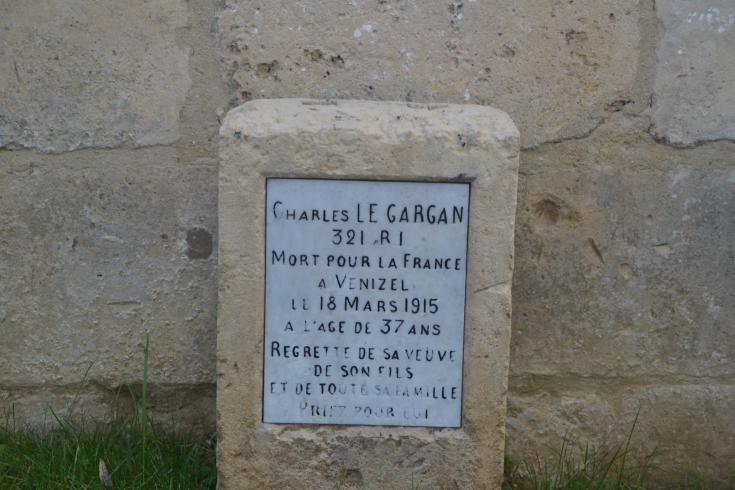 CHARLES LE GARGAN
321 RI
MORT POUR LA FRANCE
A VENIZEL
LE 18 MARS 1915
A L'AGE DE 37 ANS
REGRETTE DE SA VEUVE
DE SON FILS
ET DE TOUTE SA FAMILLE
PRIEZ POUR LUI